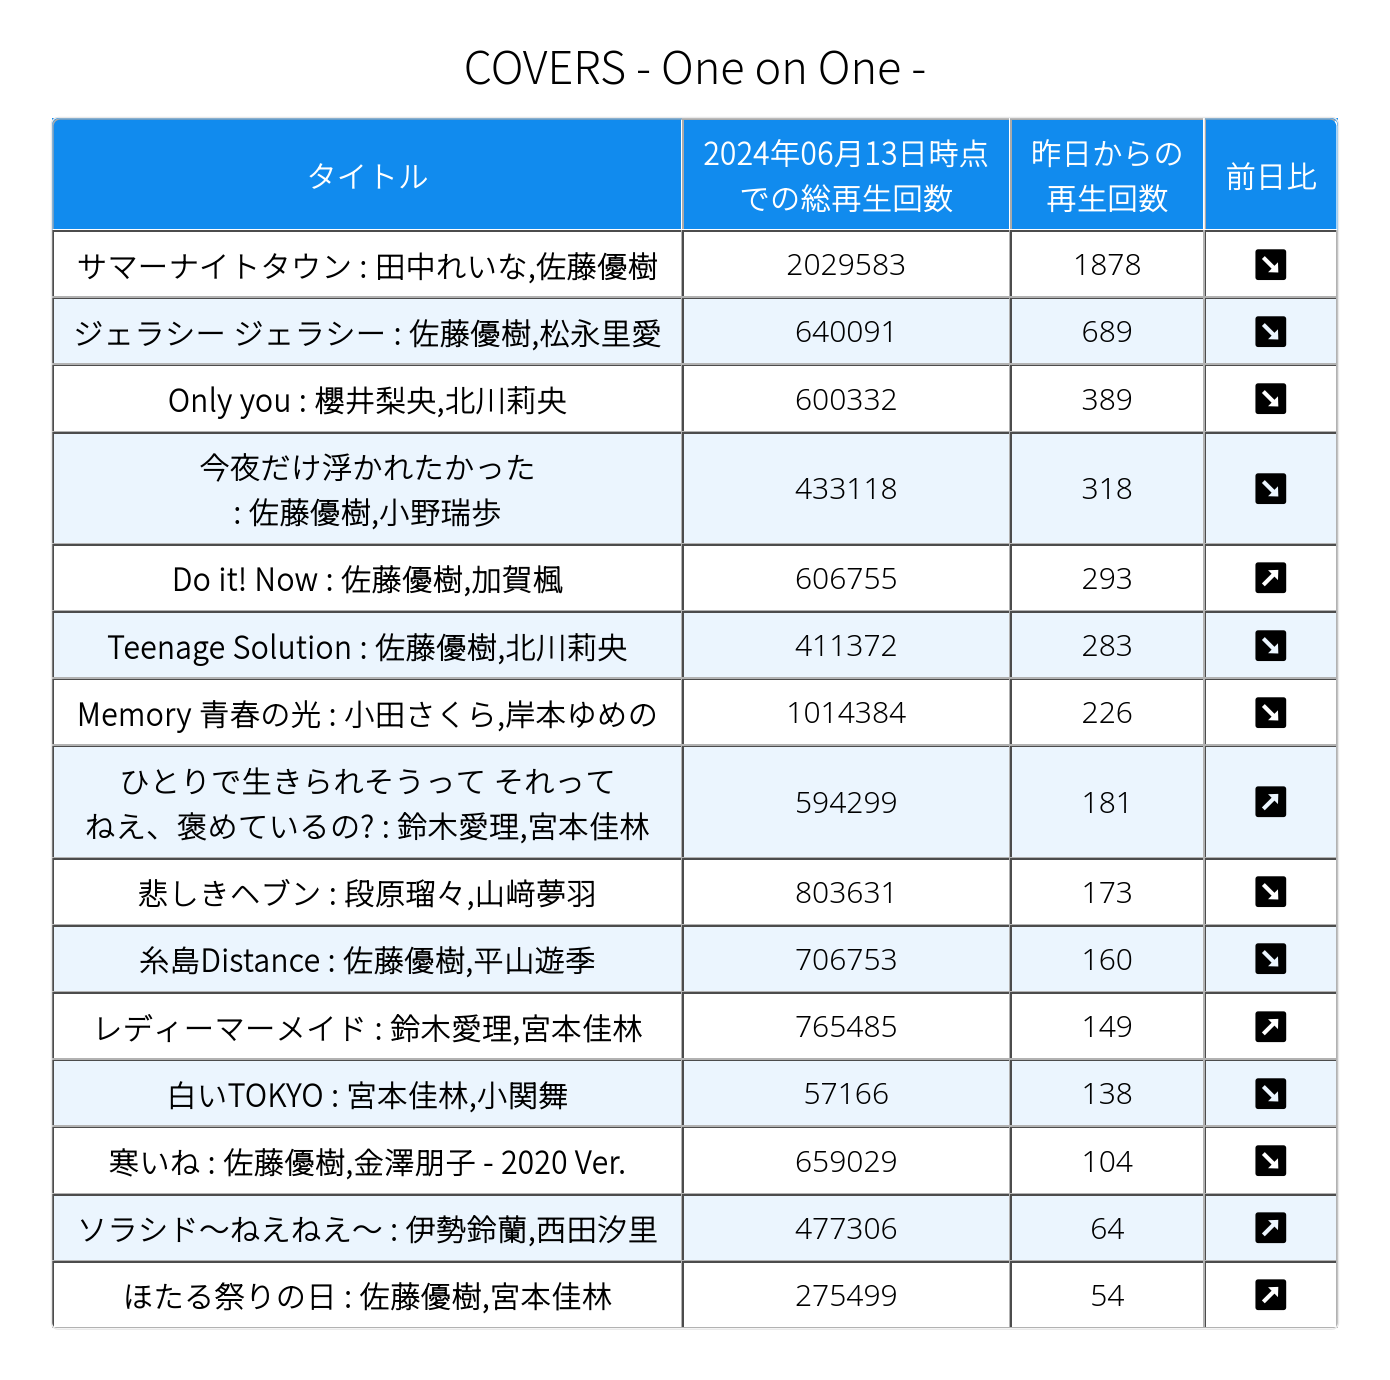 COVERS - One on One -
タイトル
2024年06月13日時点
での総再生回数
昨日からの
再生回数
前日比
サマーナイトタウン : 田中れいな,佐藤優樹 2029583 1878
ジェラシー ジェラシー : 佐藤優樹,松永里愛 640091 689
Only you : 櫻井梨央,北川莉央 600332 389
今夜だけ浮かれたかった
: 佐藤優樹,小野瑞歩 433118 318
Do it! Now : 佐藤優樹,加賀楓 606755 293
Teenage Solution : 佐藤優樹,北川莉央 411372 283
Memory 青春の光 : 小田さくら,岸本ゆめの 1014384 226
ひとりで生きられそうって それって
ねえ、褒めているの? : 鈴木愛理,宮本佳林 594299 181
悲しきヘブン : 段原瑠々,山﨑夢羽 803631 173
糸島Distance : 佐藤優樹,平山遊季 706753 160
レディーマーメイド : 鈴木愛理,宮本佳林 765485 149
白いTOKYO : 宮本佳林,小関舞 57166 138
寒いね : 佐藤優樹,金澤朋子 - 2020 Ver. 659029 104
ソラシド〜ねえねえ〜 : 伊勢鈴蘭,西田汐里 477306 64
ほたる祭りの日 : 佐藤優樹,宮本佳林 275499 54